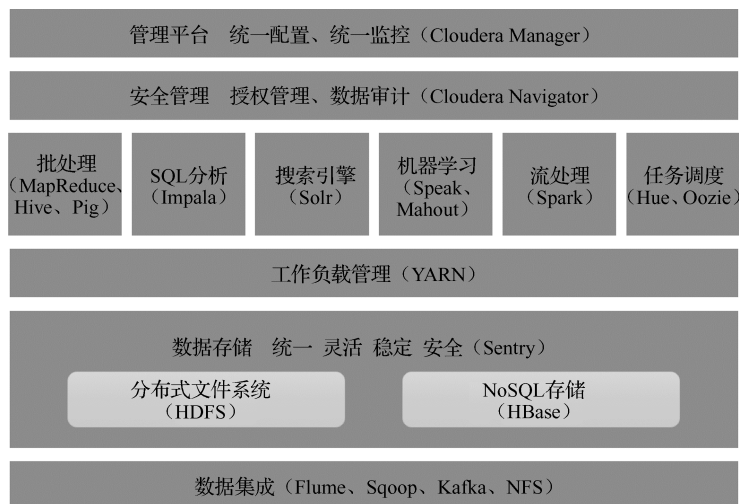 管理平台　统一配置、统一监控（Cloudera Manager）
安全管理　授权管理、数据审计（Cloudera Navigator）
批处理
（MapReduce、
Hive、Pig）
SQL分析
（Impala）
搜索引擎
（Solr）
机器学习
（Speak、
Mahout）
流处理
（Spark）
任务调度
（Hue、Oozie）
工作负载管理（YARN）
数据存储　统一 灵活 稳定 安全（Sentry）
分布式文件系统
（HDFS）
NoSQL存储
（HBase）
数据集成（Flume、Sqoop、Kafka、NFS）